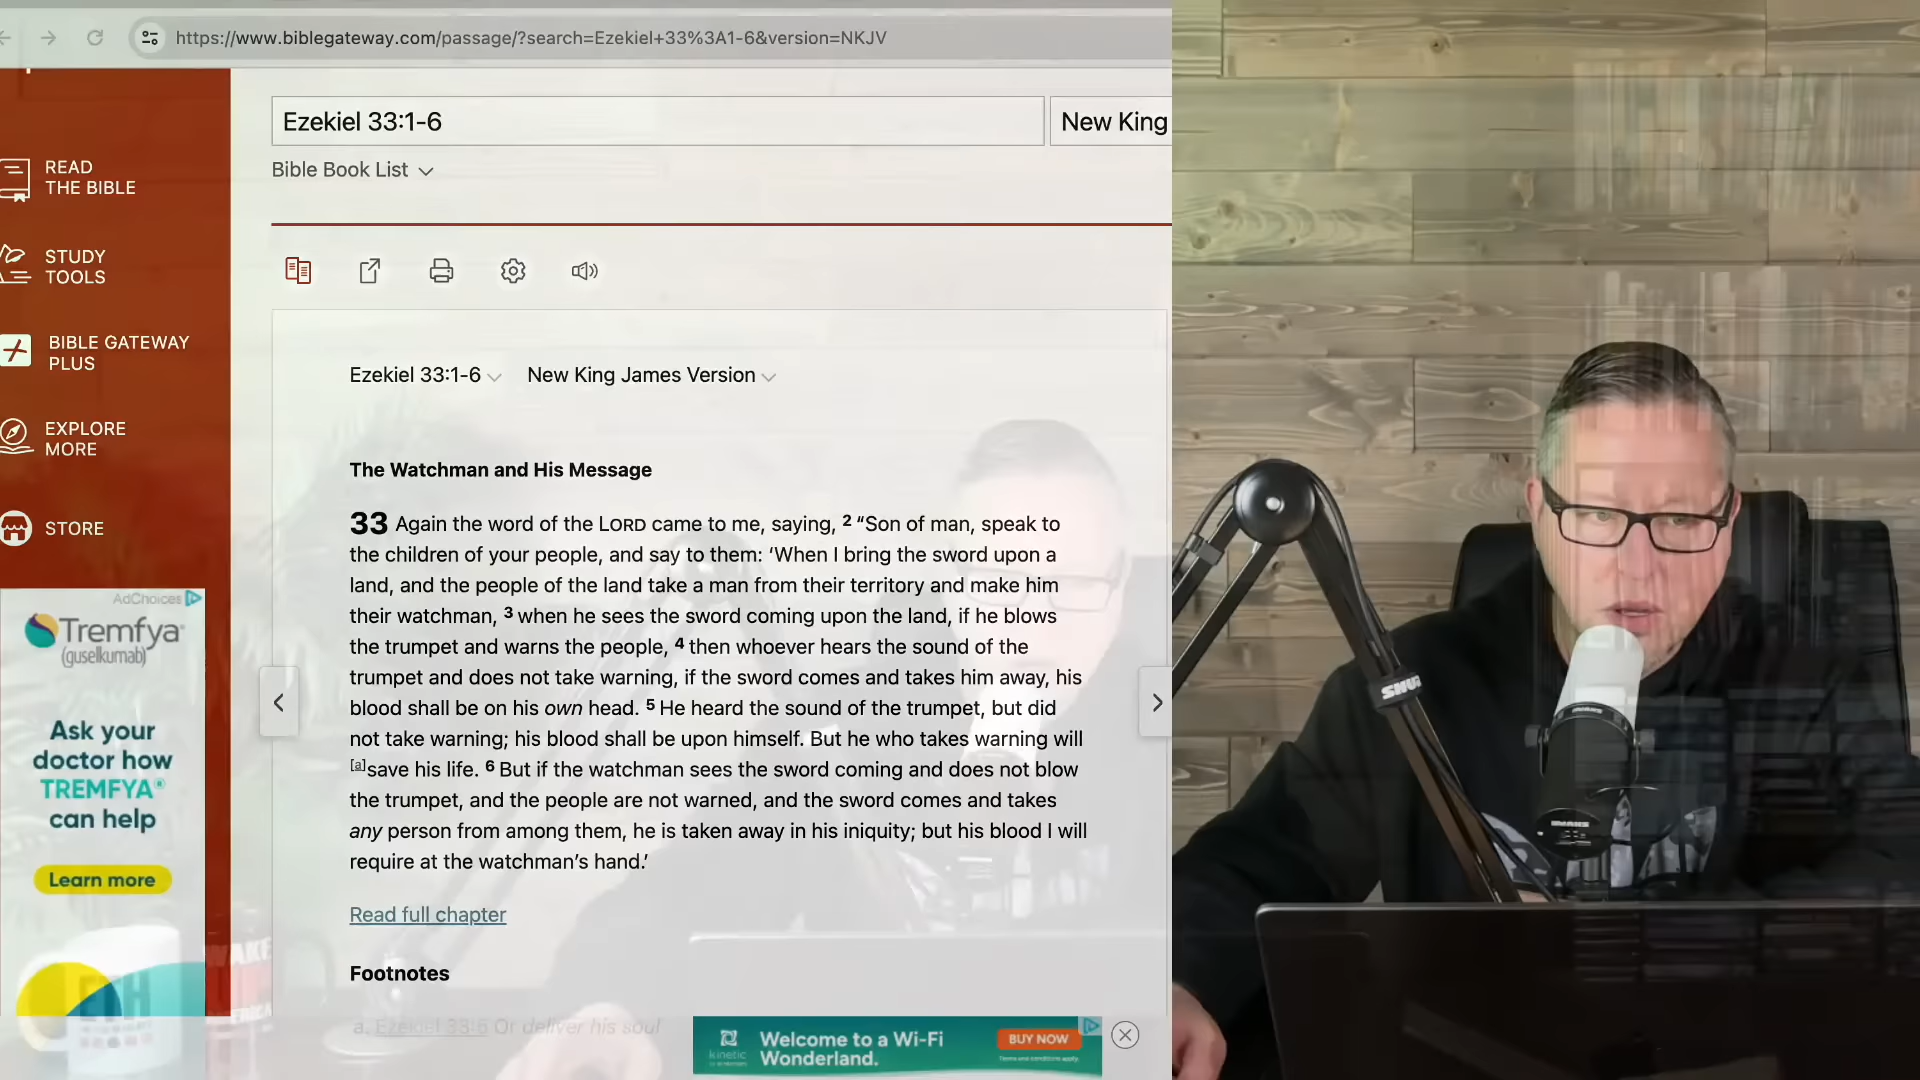 https://www.biblegateway.com/passage/?search=Ezekiel+33%3A1-6&version=NKJV
Ezekiel 33:1-6
New King
Bible Book List
READ
THE BIBLE
STUDY
TOOLS
BIBLE GATEWAY
PLUS
EXPLORE
MORE
STORE
Ezekiel 33:1-6
New King James Version
The Watchman and His Message
33 Again the word of the LORD came to me, saying, 2 “Son of man, speak to
the children of your people, and say to them: ‘When I bring the sword upon a
land, and the people of the land take a man from their territory and make him
their watchman, 3 when he sees the sword coming upon the land, if he blows
the trumpet and warns the people, 4 then whoever hears the sound of the
trumpet and does not take warning, if the sword comes and takes him away, his
blood shall be on his own head. 5 He heard the sound of the trumpet, but did
not take warning; his blood shall be upon himself. But he who takes warning will
[a]save his life. 6 But if the watchman sees the sword coming and does not blow
the trumpet, and the people are not warned, and the sword comes and takes
any person from among them, he is taken away in his iniquity; but his blood I will
require at the watchman’s hand.’
Read full chapter
Footnotes
a. Ezekiel 33:5 Or deliver his soul
AdChoices
Tremfya
(guselkumab)
Ask your
doctor how
TREMFYA®
can help
Learn more
kinetic
Welcome to a Wi-Fi
Wonderland.
BUY NOW
Terms and conditions apply.
SHU